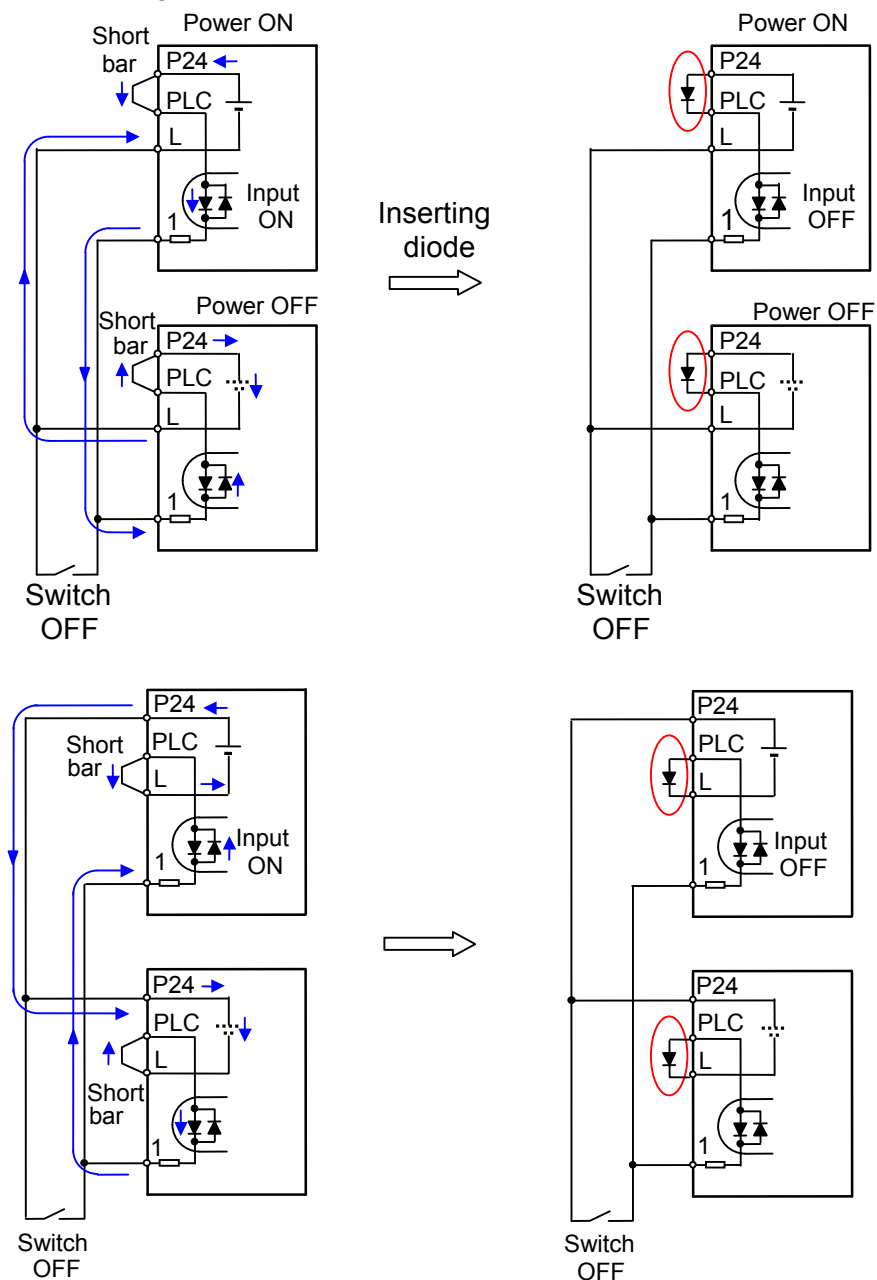 Power ON
Short
bar
P24
PLC
L
Input
ON
1
Power OFF
Short
bar
P24
PLC
L
1
Switch
OFF
Inserting
diode
Power ON
P24
PLC
L
Input
OFF
1
Power OFF
P24
PLC
L
1
Switch
OFF
P24
PLC
Short
bar
L
Input
ON
1
P24
PLC
L
Short
bar
1
Switch
OFF
P24
PLC
L
Input
OFF
1
P24
PLC
L
1
Switch
OFF